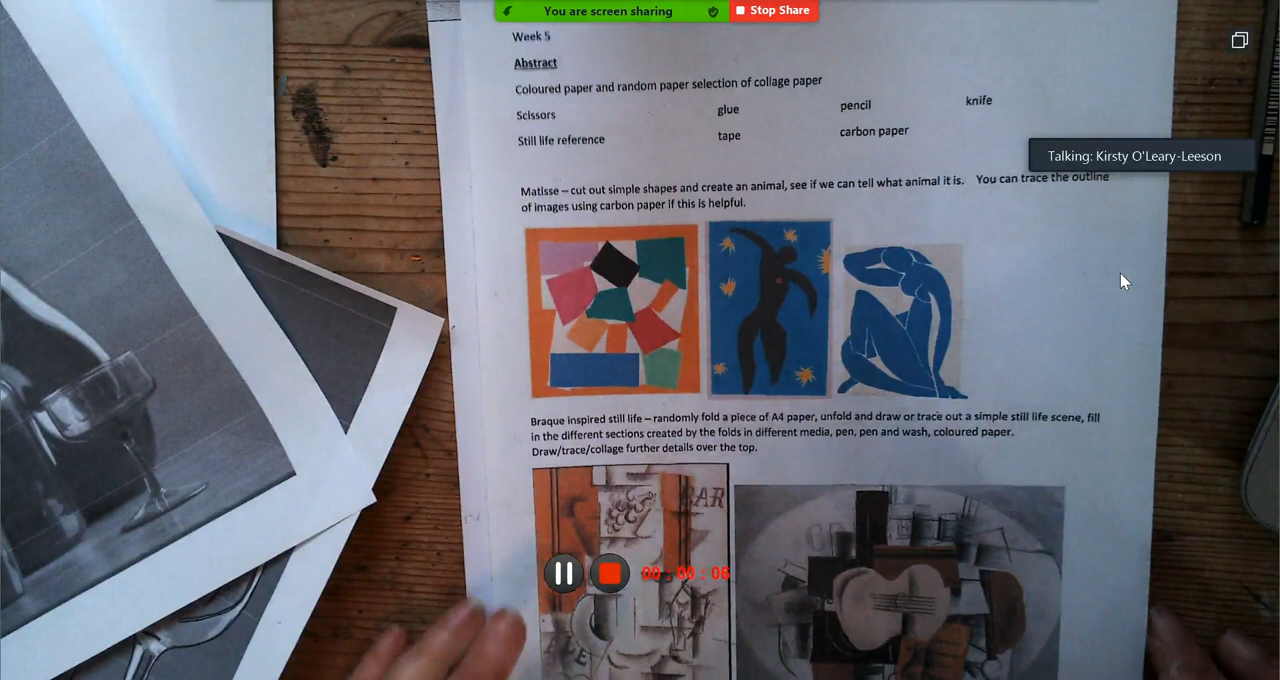 You are screen sharing
Stop Share
Week 5
Abstract
Coloured paper and random paper selection of collage paper
Scissors glue pencil knife
Still life reference tape carbon paper
Talking: Kirsty O'Leary-Leeson
Matisse – cut out simple shapes and create an animal, see if we can tell what animal it is. You can trace the outline
of images using carbon paper if this is helpful.
Braque inspired still life – randomly fold a piece of A4 paper, unfold and draw or trace out a simple still life scene, fill
in the different sections created by the folds in different media, pen, pen and wash, coloured paper.
Draw/trace/collage further details over the top.
BAR
00 : 00 : 06